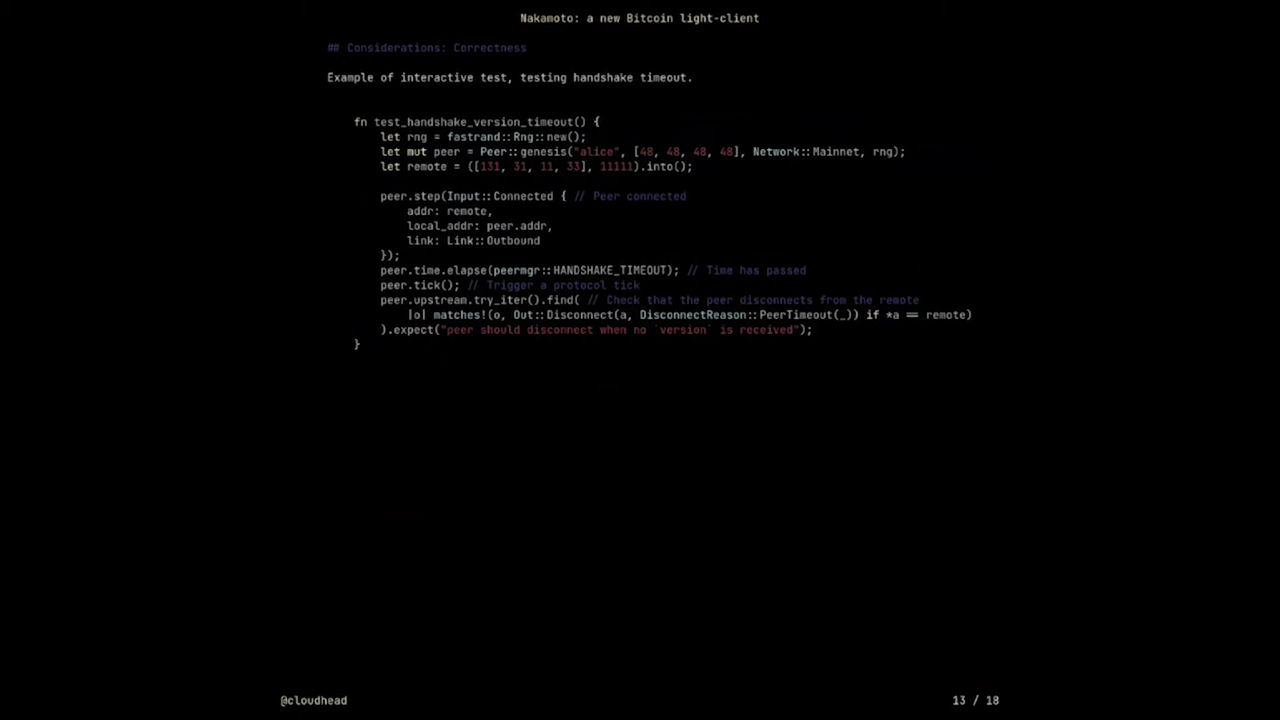 Nakamoto: a new Bitcoin light-client
## Considerations: Correctness
Example of interactive test, testing handshake timeout.
fn test_handshake_version_timeout() {
let rng = fastrand::Rng::new();
let mut peer = Peer::genesis("alice", [48, 48, 48, 48], Network::Mainnet, rng);
let remote = ([131, 31, 11, 33], 11111).into();
peer.step(Input::Connected { // Peer connected
addr: remote,
local_addr: peer.addr,
link: Link::Outbound
});
peer.time.elapse(peermgr::HANDSHAKE_TIMEOUT); // Time has passed
peer.tick(); // Trigger a protocol tick
peer.upstream.try_iter().find( // Check that the peer disconnects from the remote
|o| matches!(o, Out::Disconnect(a, DisconnectReason::PeerTimeout(_)) if *a == remote)
).expect("peer should disconnect when no `version` is received");
}
@cloudhead
13 / 18